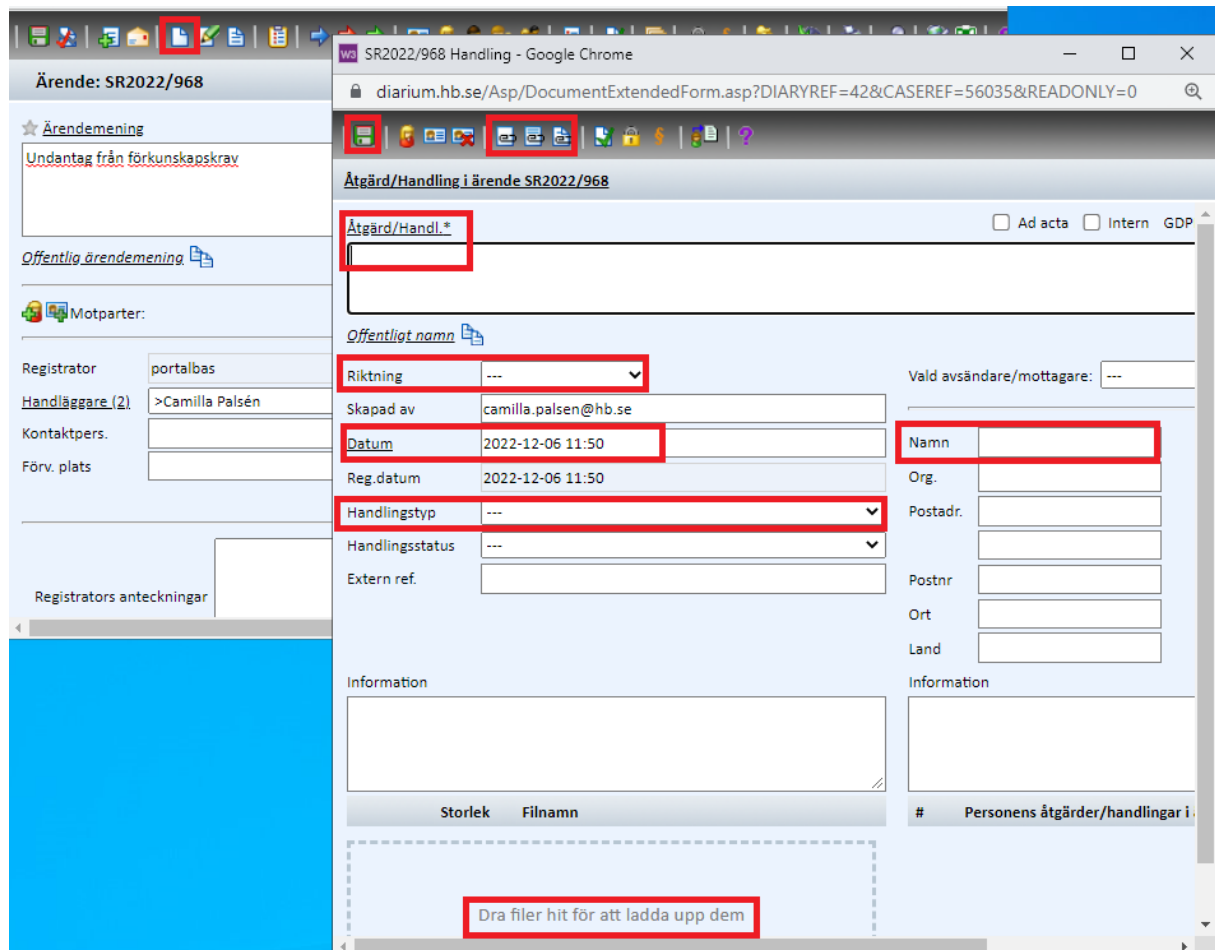 Ärende: SR2022/968
Ärendemening
Undantag från förkunskapskrav
Offentlig ärendemening
Motparter:
Registrator portalbas
Handläggare (2) >Camilla Palsén
Kontaktpers.
Förv. plats
Registrators anteckningar
W3 SR2022/968 Handling - Google Chrome
diarium.hb.se/Asp/DocumentExtendedForm.asp?DIARYREF=42&CASEREF=56035&READONLY=0
Åtgärd/Handling i ärende SR2022/968
Åtgärd/Handl.* Ad acta Intern GDP
Offentligt namn
Riktning --- Vald avsändare/mottagare: ---
Skapad av camilla.palsen@hb.se
Datum 2022-12-06 11:50 Namn
Reg.datum 2022-12-06 11:50 Org.
Handlingstyp --- Postadr.
Handlingsstatus ---
Extern ref. Postnr
Ort
Land
Information Information
Storlek Filnamn # Personens åtgärder/handlingar i
Dra filer hit för att ladda upp dem